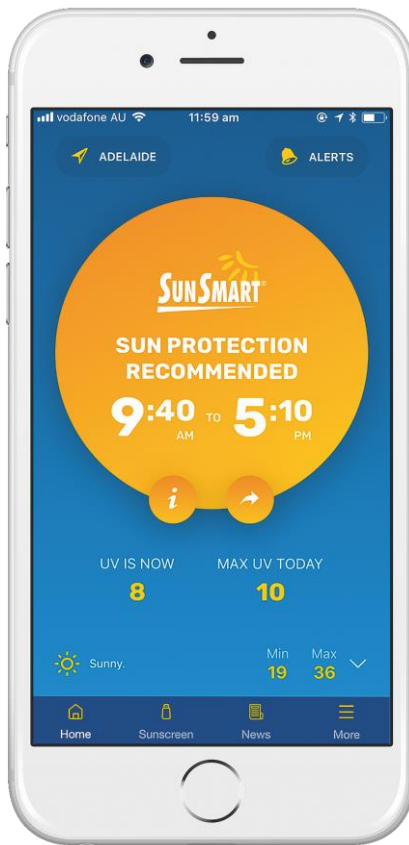 vodafone AU 11:59 am
ADELAIDE ALERTS
SUNSMART
SUN PROTECTION
RECOMMENDED
9:40 AM TO 5:10 PM
i
UV IS NOW MAX UV TODAY
8 10
Min Max
Sunny. 19 36
Home Sunscreen News More